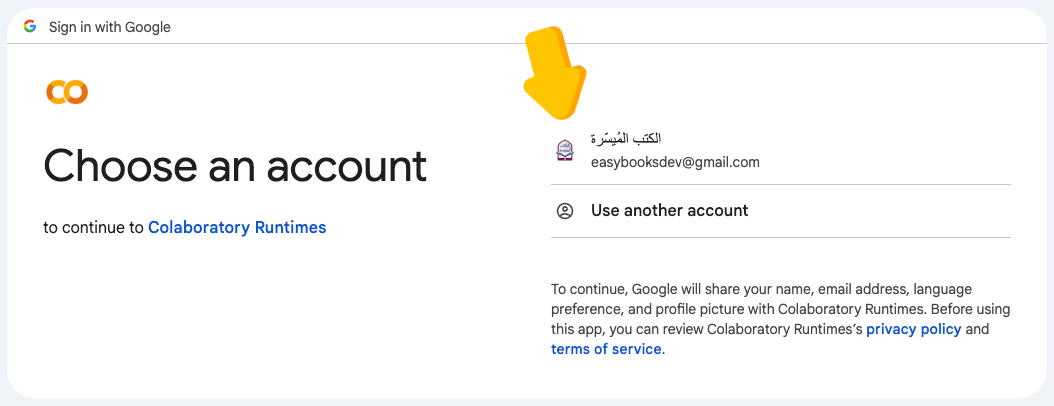 Sign in with Google
Choose an account
to continue to Colaboratory Runtimes
الكتب المُيسّرة
easybooksdev@gmail.com
Use another account
To continue, Google will share your name, email address, language
preference, and profile picture with Colaboratory Runtimes. Before using
this app, you can review Colaboratory Runtimes’s privacy policy and
terms of service.